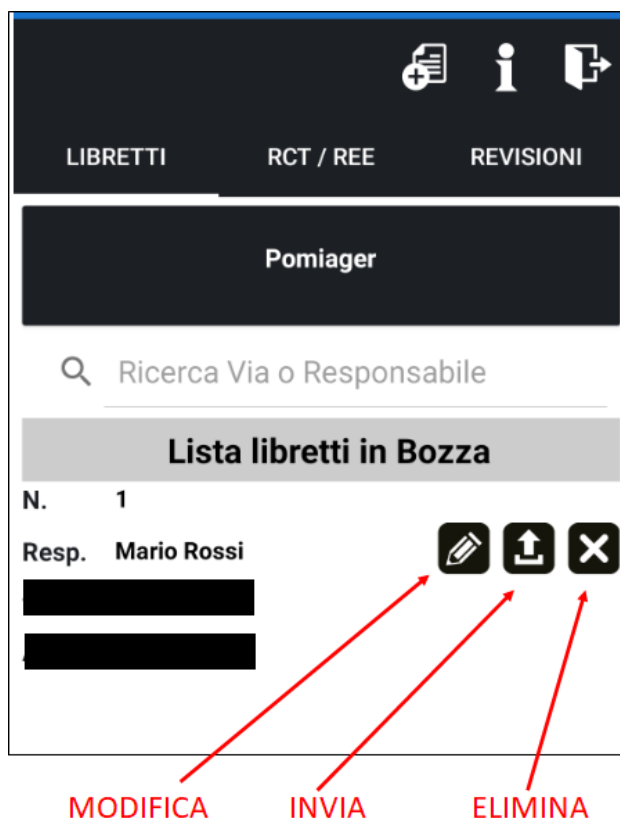 LIBRETTI RCT / REE REVISIONI
Pomiager
Ricerca Via o Responsabile
Lista libretti in Bozza
N. 1
Resp. Mario Rossi
MODIFICA INVIA ELIMINA